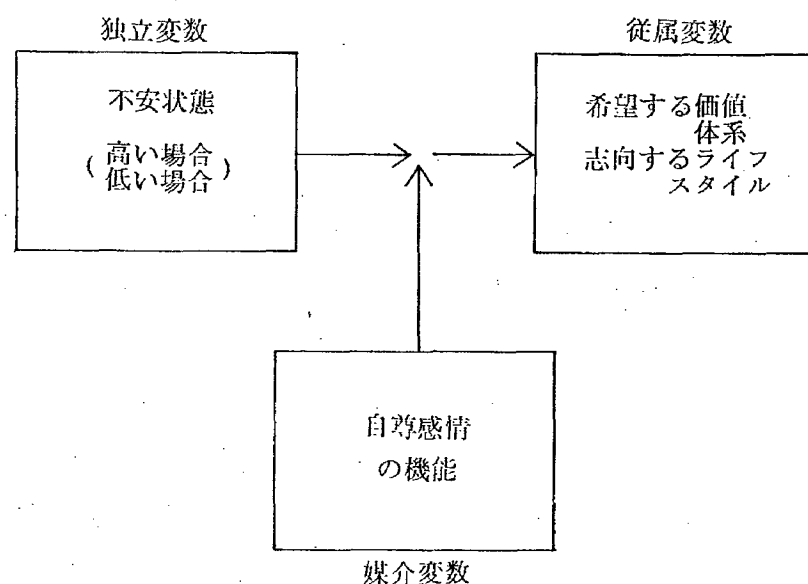 独立変数
不安状態
(高い場合
低い場合)
従属変数
希望する価値
体系
志向するライフ
スタイル
自尊感情
の機能
媒介変数